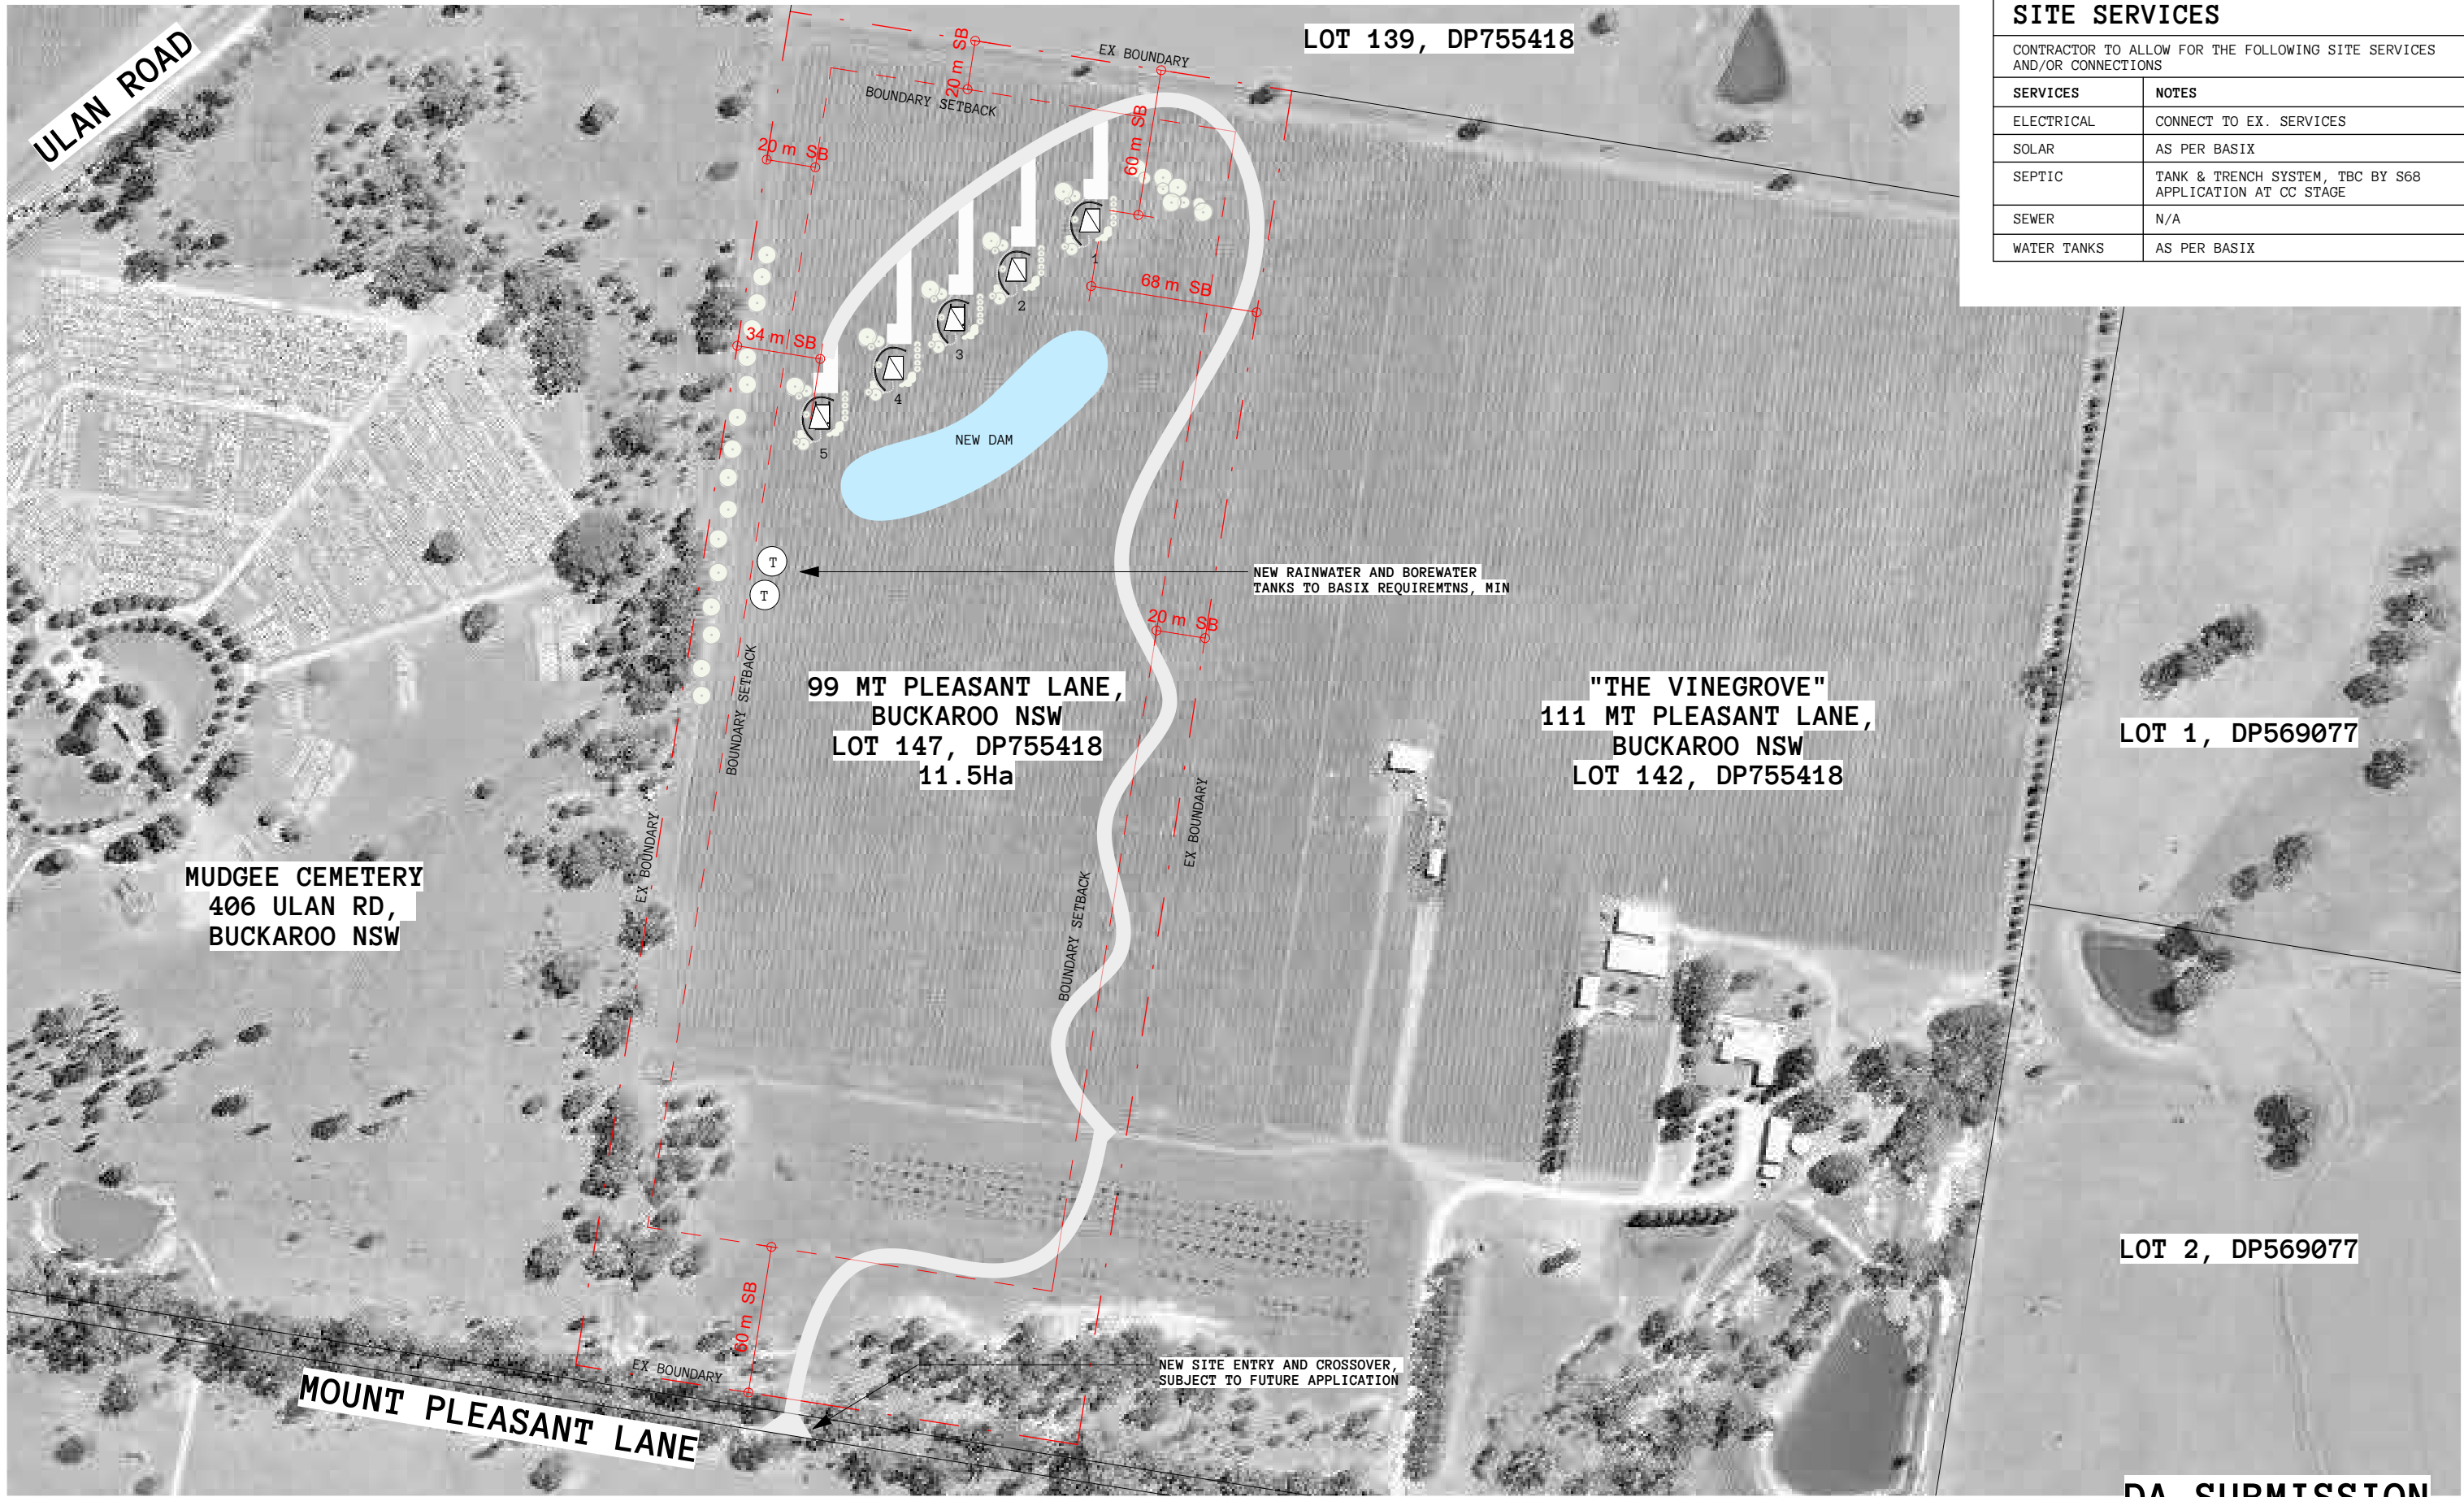 ULAN ROAD
LOT 139, DP755418
SITE SERVICES
CONTRACTOR TO ALLOW FOR THE FOLLOWING SITE SERVICES
AND/OR CONNECTIONS
SERVICES NOTES
ELECTRICAL CONNECT TO EX. SERVICES
SOLAR AS PER BASIX
SEPTIC TANK & TRENCH SYSTEM, TBC BY S68
APPLICATION AT CC STAGE
SEWER N/A
WATER TANKS AS PER BASIX
EX BOUNDARY
20 m SB
BOUNDARY SETBACK
60 m SB
20 m SB
1
2
3
4
5
68 m SB
34 m SB
NEW DAM
T
T
NEW RAINWATER AND BOREWATER
TANKS TO BASIX REQUIREMTNS, MIN
20 m SB
BOUNDARY SETBACK
99 MT PLEASANT LANE,
BUCKAROO NSW
LOT 147, DP755418
11.5Ha
"THE VINEGROVE"
111 MT PLEASANT LANE,
BUCKAROO NSW
LOT 142, DP755418
LOT 1, DP569077
EX BOUNDARY
EX BOUNDARY
MUDGEE CEMETERY
406 ULAN RD,
BUCKAROO NSW
BOUNDARY SETBACK
LOT 2, DP569077
60 m SB
EX BOUNDARY
NEW SITE ENTRY AND CROSSOVER,
SUBJECT TO FUTURE APPLICATION
MOUNT PLEASANT LANE
DA SUBMISSION